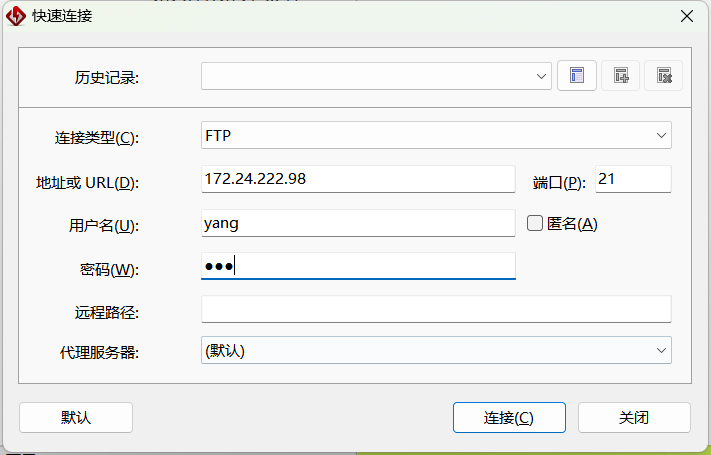 快速连接
历史记录:
连接类型(C): FTP
地址或 URL(D): 172.24.222.98 端口(P): 21
用户名(U): yang 匿名(A)
密码(W): ●●●
远程路径:
代理服务器: (默认)
默认 连接(C) 关闭